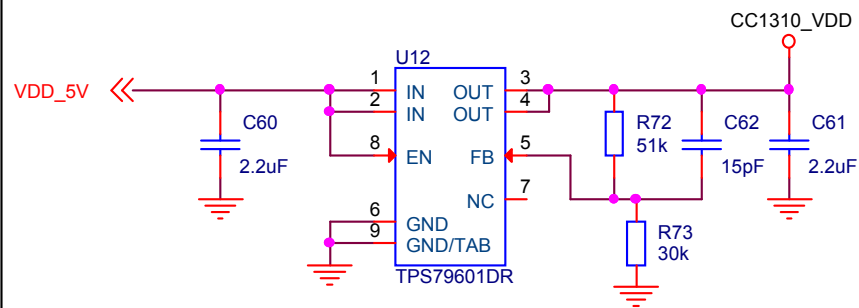 CC1310_VDD
U12
VDD_5V
1
IN
OUT
3
2
IN
OUT
4
C60
2.2uF
R72
51k
C62
15pF
C61
2.2uF
8
EN
FB
5
NC
7
6
GND
9
GND/TAB
R73
30k
TPS79601DR